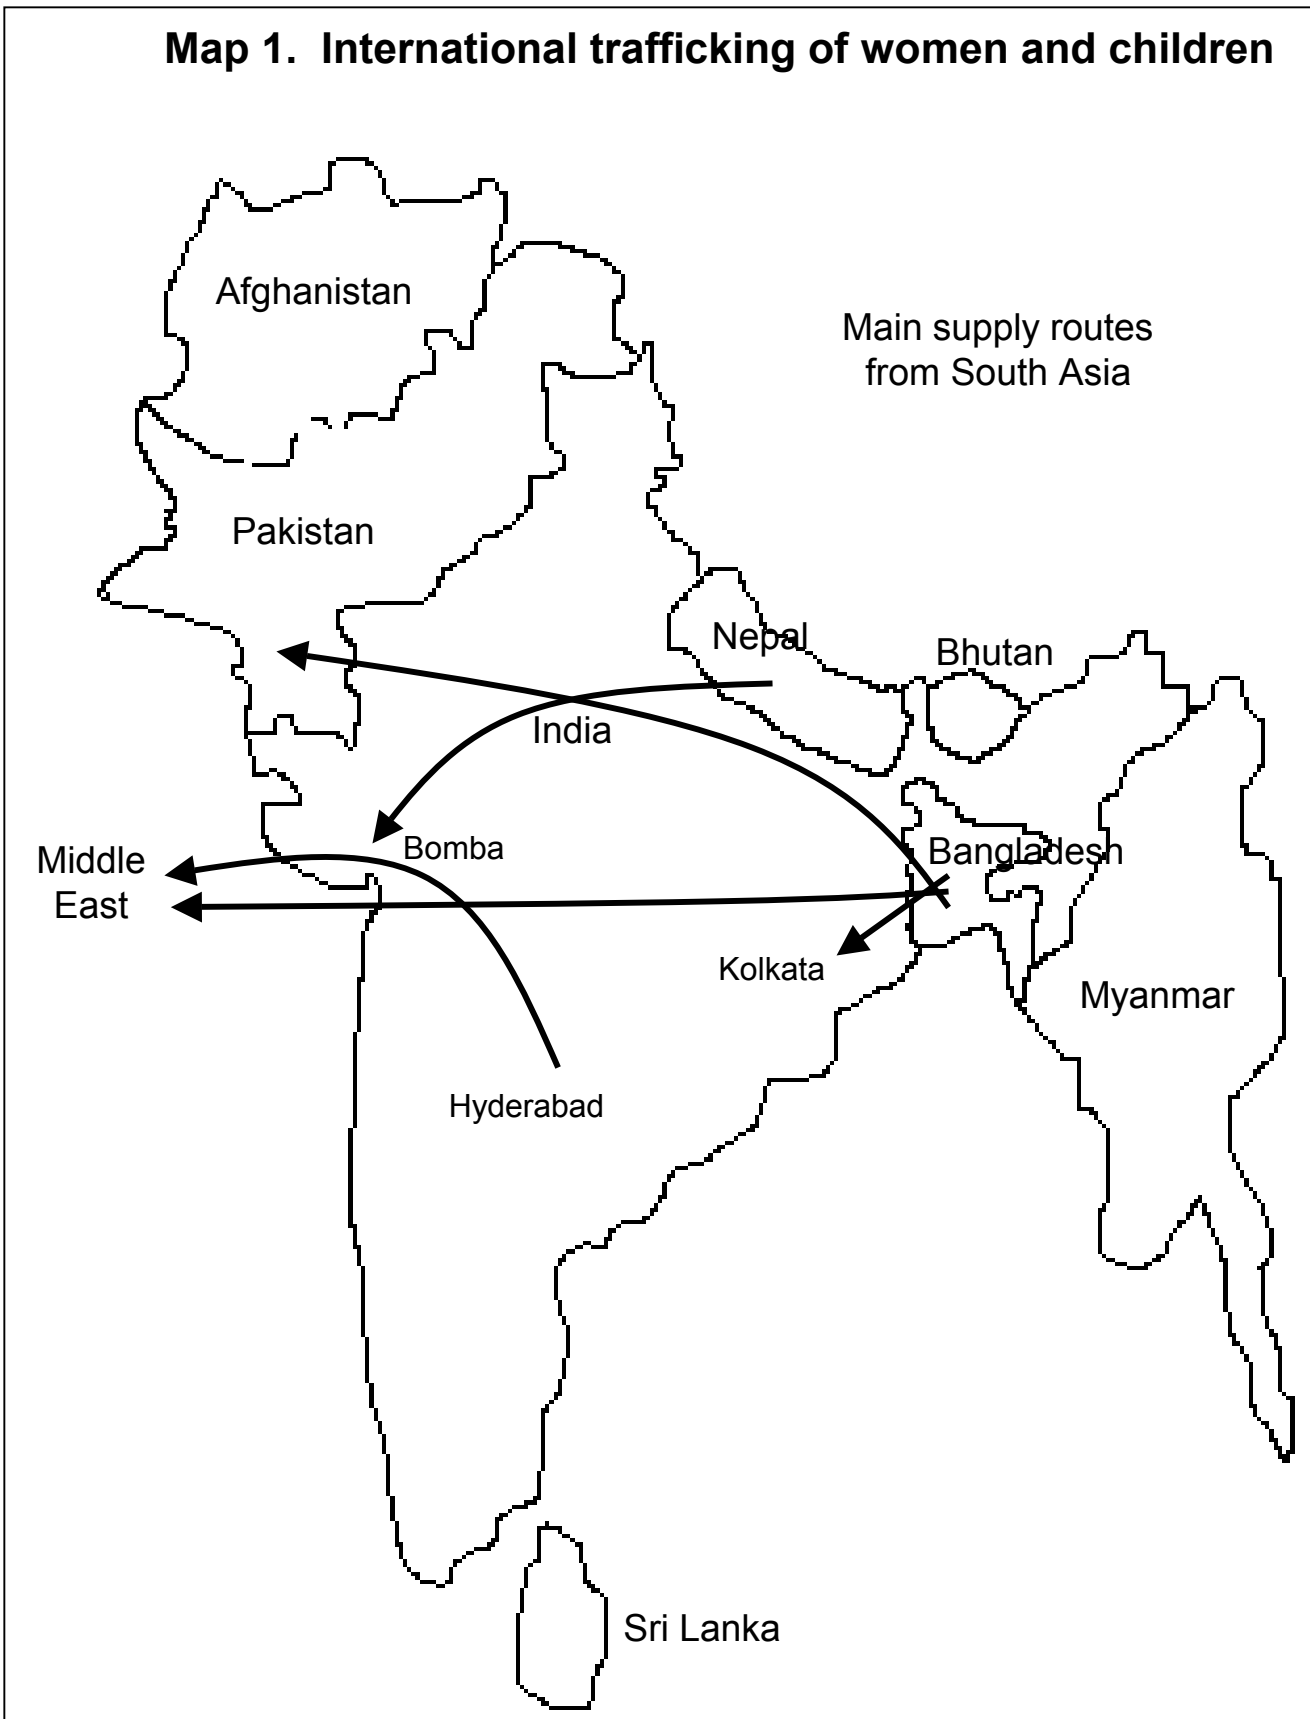 Map 1. International trafficking of women and children
Afghanistan
Main supply routes
from South Asia
Pakistan
Nepal
Bhutan
India
Bomba
Bangladesh
Middle
East
Kolkata
Myanmar
Hyderabad
Sri Lanka